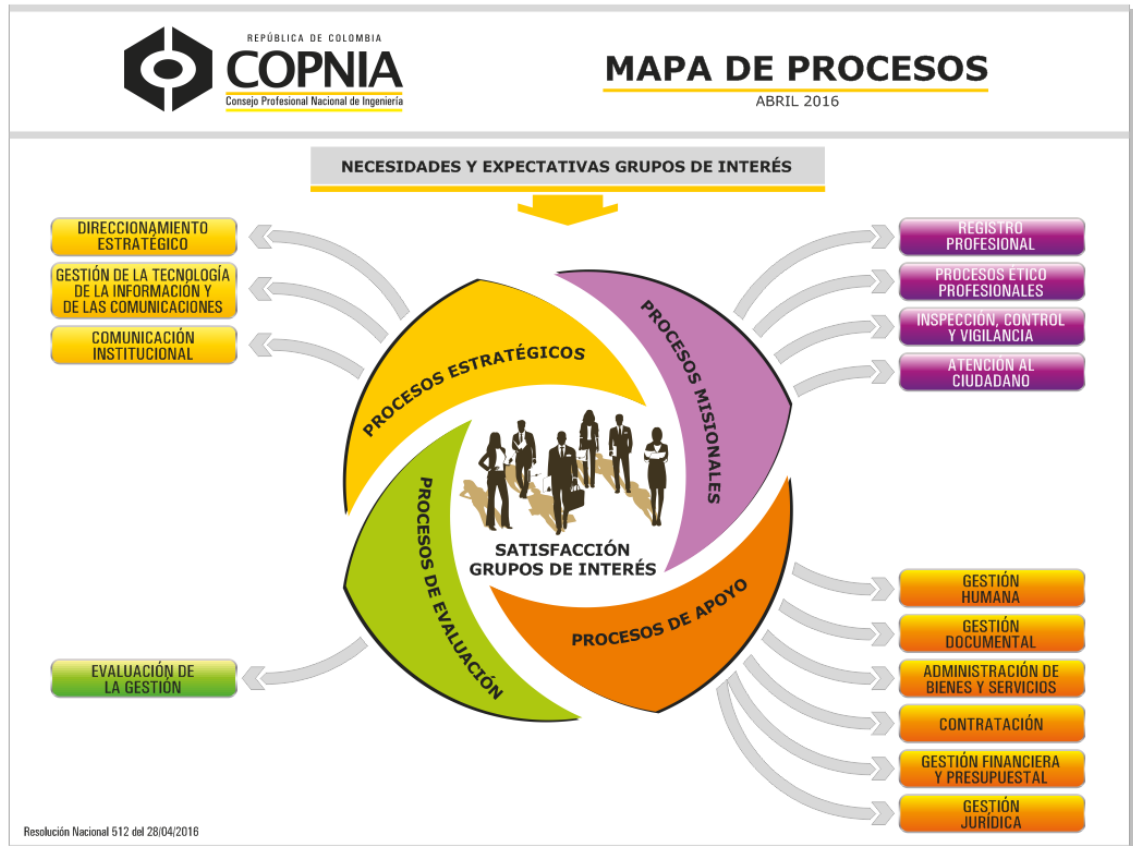 REPÚBLICA DE COLOMBIA
COPNIA
Consejo Profesional Nacional de Ingeniería
MAPA DE PROCESOS
ABRIL 2016
NECESIDADES Y EXPECTATIVAS GRUPOS DE INTERÉS
DIRECCIONAMIENTO
ESTRATÉGICO
GESTIÓN DE LA TECNOLOGÍA
DE LA INFORMACIÓN Y
DE LAS COMUNICACIONES
COMUNICACIÓN
INSTITUCIONAL
PROCESOS ESTRATÉGICOS
PROCESOS MISIONALES
REGISTRO
PROFESIONAL
PROCESOS ÉTICO
PROFESIONALES
INSPECCIÓN, CONTROL
Y VIGILANCIA
ATENCIÓN AL
CIUDADANO
SATISFACCIÓN
GRUPOS DE INTERÉS
PROCESOS DE EVALUACIÓN
PROCESOS DE APOYO
EVALUACIÓN DE
LA GESTIÓN
GESTIÓN
HUMANA
GESTIÓN
DOCUMENTAL
ADMINISTRACIÓN DE
BIENES Y SERVICIOS
CONTRATACIÓN
GESTIÓN FINANCIERA
Y PRESUPUESTAL
GESTIÓN
JURÍDICA
Resolución Nacional 512 del 28/04/2016